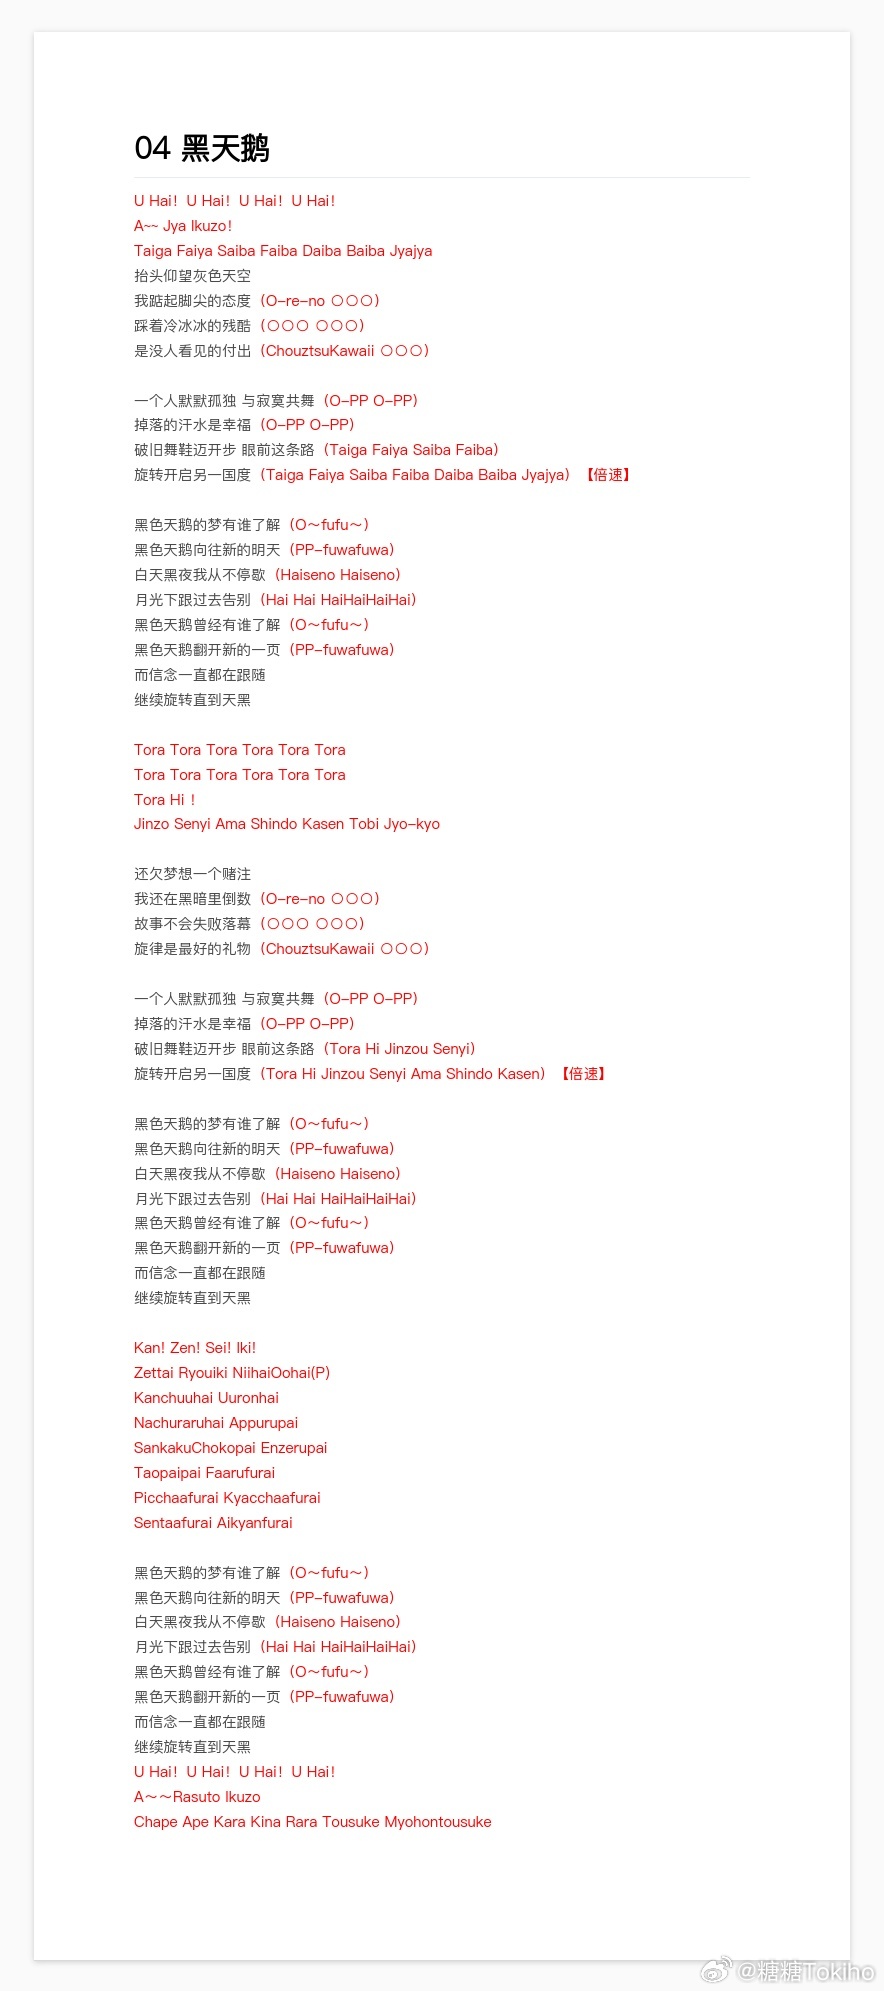 04 黑天鹅
U Hai！U Hai！U Hai！U Hai！
A~~ Jya Ikuzo！
Taiga Faiya Saiba Faiba Daiba Baiba Jyajya
抬头仰望灰色天空
我踮起脚尖的态度（O-re-no 〇〇〇）
踩着冷冰冰的残酷（〇〇〇 〇〇〇）
是没人看见的付出（ChouztsuKawaii 〇〇〇）
一个人默默孤独 与寂寞共舞（O-PP O-PP）
掉落的汗水是幸福（O-PP O-PP）
破旧舞鞋迈开步 眼前这条路（Taiga Faiya Saiba Faiba）
旋转开启另一国度（Taiga Faiya Saiba Faiba Daiba Baiba Jyajya）【倍速】
黑色天鹅的梦有谁了解（O～fufu～）
黑色天鹅向往新的明天（PP-fuwafuwa）
白天黑夜我从不停歇（Haiseno Haiseno）
月光下跟过去告别（Hai Hai HaiHaiHaiHai）
黑色天鹅曾经有谁了解（O～fufu～）
黑色天鹅翻开新的一页（PP-fuwafuwa）
而信念一直都在跟随
继续旋转直到天黑
Tora Tora Tora Tora Tora Tora
Tora Tora Tora Tora Tora Tora
Tora Hi！
Jinzo Senyi Ama Shindo Kasen Tobi Jyo-kyo
还欠梦想一个赌注
我还在黑暗里倒数（O-re-no 〇〇〇）
故事不会失败落幕（〇〇〇 〇〇〇）
旋律是最好的礼物（ChouztsuKawaii 〇〇〇）
一个人默默孤独 与寂寞共舞（O-PP O-PP）
掉落的汗水是幸福（O-PP O-PP）
破旧舞鞋迈开步 眼前这条路（Tora Hi Jinzou Senyi）
旋转开启另一国度（Tora Hi Jinzou Senyi Ama Shindo Kasen）【倍速】
黑色天鹅的梦有谁了解（O～fufu～）
黑色天鹅向往新的明天（PP-fuwafuwa）
白天黑夜我从不停歇（Haiseno Haiseno）
月光下跟过去告别（Hai Hai HaiHaiHaiHai）
黑色天鹅曾经有谁了解（O～fufu～）
黑色天鹅翻开新的一页（PP-fuwafuwa）
而信念一直都在跟随
继续旋转直到天黑
Kan! Zen! Sei! Iki!
Zettai Ryouiki NiihaiOohai(P)
Kanchuuhai Uuronhai
Nachuraruhai Appurupai
SankakuChokopai Enzerupai
Taopaipai Faarufurai
Picchaafurai Kyacchaafurai
Sentaafurai Aikyanfurai
黑色天鹅的梦有谁了解（O～fufu～）
黑色天鹅向往新的明天（PP-fuwafuwa）
白天黑夜我从不停歇（Haiseno Haiseno）
月光下跟过去告别（Hai Hai HaiHaiHaiHai）
黑色天鹅曾经有谁了解（O～fufu～）
黑色天鹅翻开新的一页（PP-fuwafuwa）
而信念一直都在跟随
继续旋转直到天黑
U Hai！U Hai！U Hai！U Hai！
A～～Rasuto Ikuzo
Chape Ape Kara Kina Rara Tousuke Myohontousuke
@糖糖Tokiho